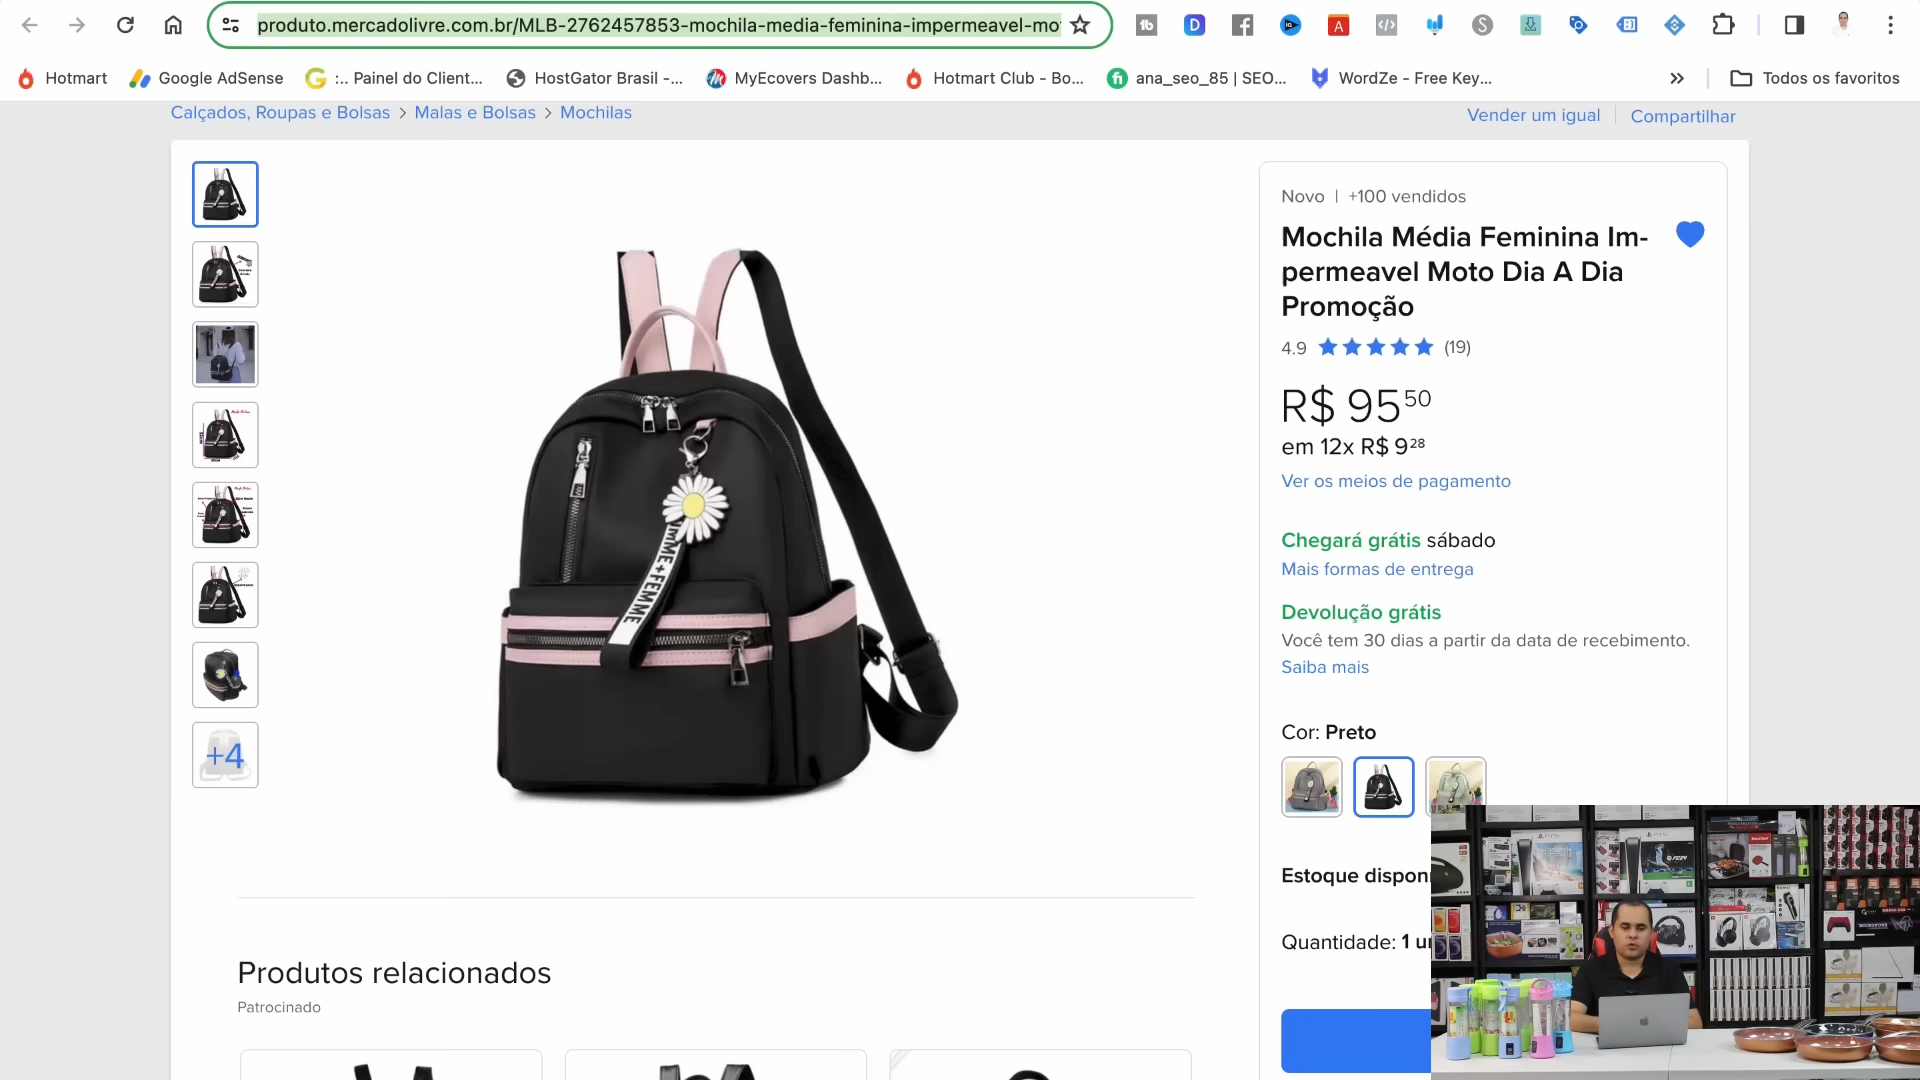 produto.mercadolivre.com.br/MLB-2762457853-mochila-media-feminina-impermeavel-mo
Hotmart
Google AdSense
:.. Painel do Client...
HostGator Brasil -...
MyEcovers Dashb...
Hotmart Club - Bo...
ana_seo_85 | SEO...
WordZe - Free Key...
Todos os favoritos
Calçados, Roupas e Bolsas > Malas e Bolsas > Mochilas
Vender um igual | Compartilhar
Novo | +100 vendidos
Mochila Média Feminina Im-
permeavel Moto Dia A Dia
Promoção
4.9 (19)
R$ 95 50
em 12x R$ 9 28
Ver os meios de pagamento
Chegará grátis sábado
Mais formas de entrega
Devolução grátis
Você tem 30 dias a partir da data de recebimento.
Saiba mais
Cor: Preto
+4
MME+FEMME
Estoque dispon
Quantidade: 1 u
Produtos relacionados
Patrocinado